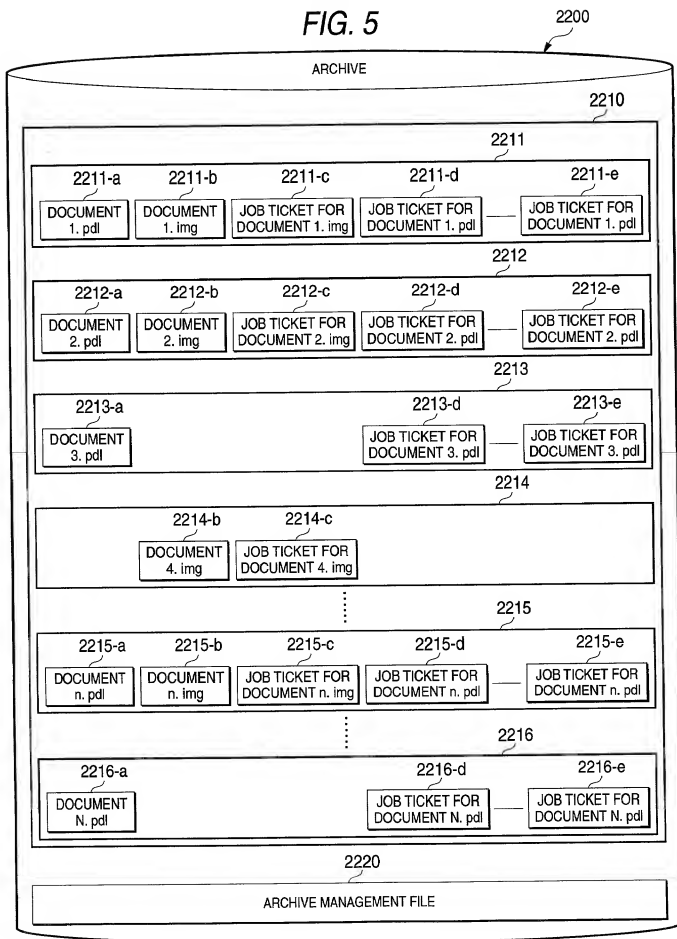 FIG. 5
2200
ARCHIVE
2210
2211
2211-a 2211-b 2211-c 2211-d 2211-e
DOCUMENT 1. pdl
DOCUMENT 1. img
JOB TICKET FOR DOCUMENT 1. img
JOB TICKET FOR DOCUMENT 1. pdl
JOB TICKET FOR DOCUMENT 1. pdl
2212
2212-a 2212-b 2212-c 2212-d 2212-e
DOCUMENT 2. pdl
DOCUMENT 2. img
JOB TICKET FOR DOCUMENT 2. img
JOB TICKET FOR DOCUMENT 2. pdl
JOB TICKET FOR DOCUMENT 2. pdl
2213
2213-a 2213-d 2213-e
DOCUMENT 3. pdl
JOB TICKET FOR DOCUMENT 3. pdl
JOB TICKET FOR DOCUMENT 3. pdl
2214
2214-b 2214-c
DOCUMENT 4. img
JOB TICKET FOR DOCUMENT 4. img
2215
2215-a 2215-b 2215-c 2215-d 2215-e
DOCUMENT n. pdl
DOCUMENT n. img
JOB TICKET FOR DOCUMENT n. img
JOB TICKET FOR DOCUMENT n. pdl
JOB TICKET FOR DOCUMENT n. pdl
2216
2216-a 2216-d 2216-e
DOCUMENT N. pdl
JOB TICKET FOR DOCUMENT N. pdl
JOB TICKET FOR DOCUMENT N. pdl
2220
ARCHIVE MANAGEMENT FILE